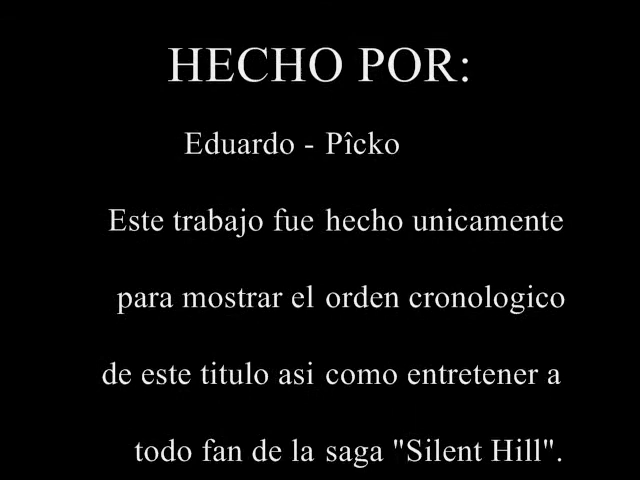 HECHO POR:
Eduardo - Pîcko
Este trabajo fue hecho unicamente
para mostrar el orden cronologico
de este titulo asi como entretener a
todo fan de la saga "Silent Hill".